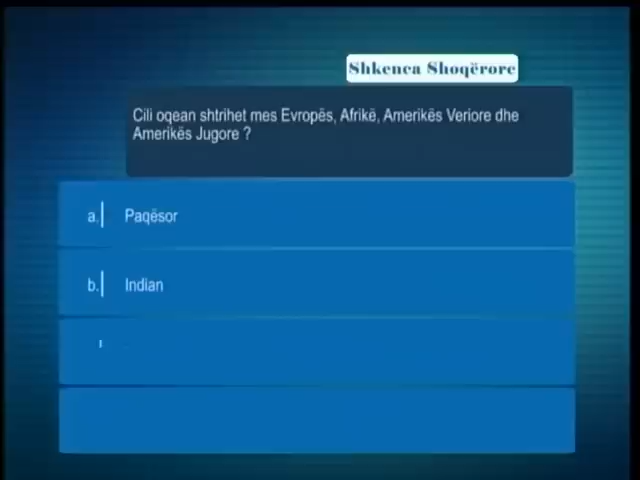 Shkenca Shoqërore
Cili oqean shtrihet mes Evropës, Afrikë, Amerikës Veriore dhe
Amerikës Jugore ?
a. Paqësor
b. Indian